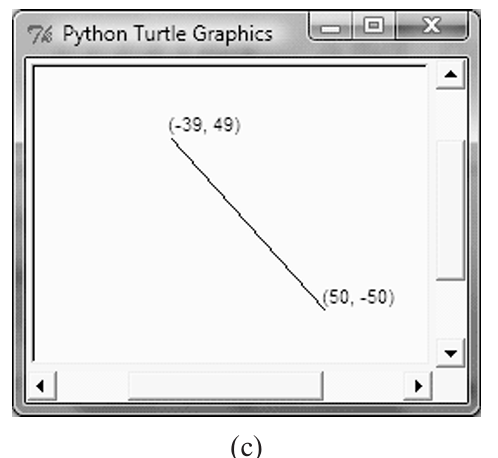 Python Turtle Graphics
(-39, 49)
(50, -50)
(c)